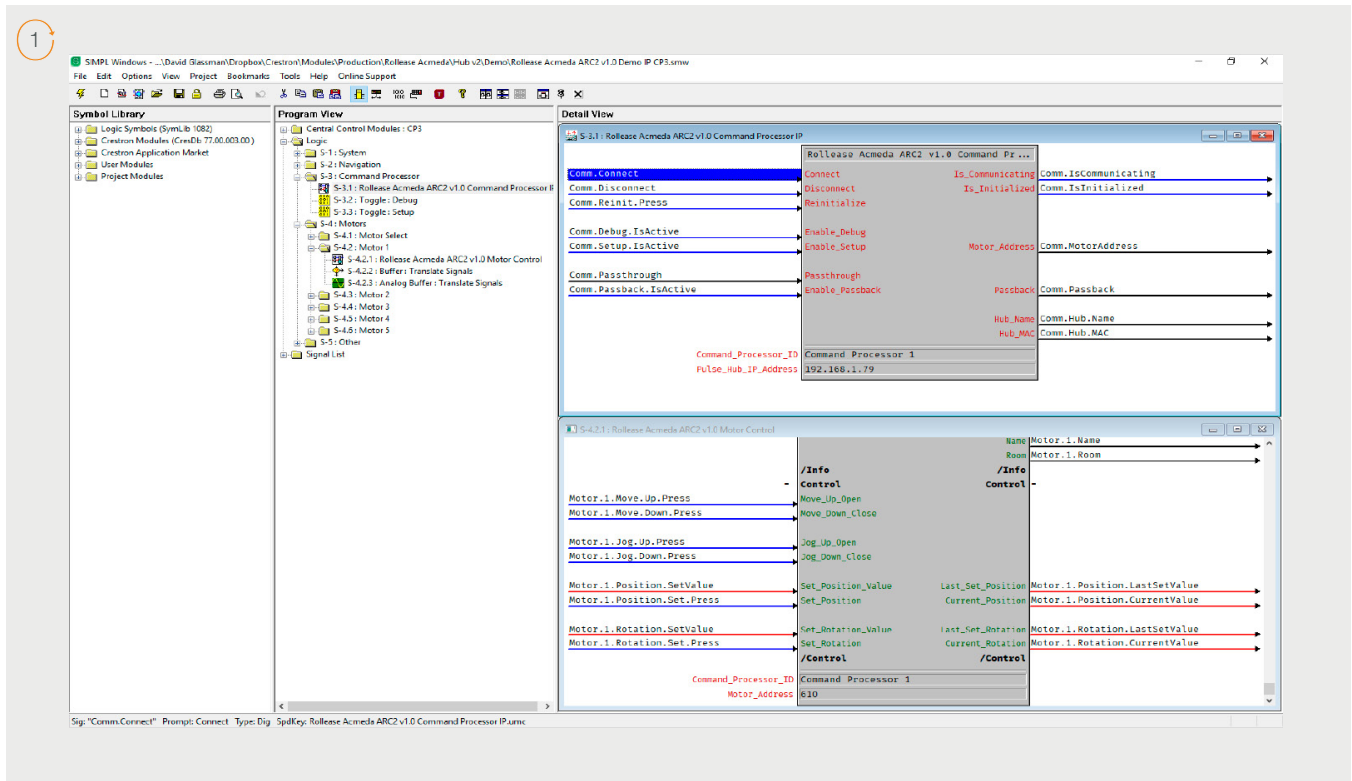 1
SIMPL Windows - ...\David Glassman\Dropbox\Crestron\Modules\Production\Rollease Acmeda\Hub v2\Demo\Rollease Acmeda ARC2 v1.0 Demo IP CP3.smw
File Edit Options View Project Bookmarks Tools Help Online Support
Symbol Library
Logic Symbols (SymLib 1082)
Crestron Modules (CresDb 77.00.003.00)
Crestron Application Market
User Modules
Project Modules
Program View
Central Control Modules : CP3
Logic
S-1 : System
S-2 : Navigation
S-3 : Command Processor
S-3.1 : Rollease Acmeda ARC2 v1.0 Command Processor I
S-3.2 : Toggle : Debug
S-3.3 : Toggle : Setup
S-4 : Motors
S-4.1 : Motor Select
S-4.2 : Motor 1
S-4.2.1 : Rollease Acmeda ARC2 v1.0 Motor Control
S-4.2.2 : Buffer : Translate Signals
S-4.2.3 : Analog Buffer : Translate Signals
S-4.3 : Motor 2
S-4.4 : Motor 3
S-4.5 : Motor 4
S-4.6 : Motor 5
S-5 : Other
Signal List
Detail View
S-3.1 : Rollease Acmeda ARC2 v1.0 Command Processor IP
Rollease Acmeda ARC2 v1.0 Command Pr...
Comm.Connect Connect Is_Communicating Comm.IsCommunicating
Comm.Disconnect Disconnect Is_Initialized Comm.IsInitialized
Comm.Reinit.Press Reinitialize
Comm.Debug.IsActive Enable_Debug
Comm.Setup.IsActive Enable_Setup Motor_Address Comm.MotorAddress
Comm.Passthrough Passthrough
Comm.Passback.IsActive Enable_Passback Passback Comm.Passback
Hub_Name Comm.Hub.Name
Hub_MAC Comm.Hub.MAC
Command_Processor_ID Command Processor 1
Pulse_Hub_IP_Address 192.168.1.79
S-4.2.1 : Rollease Acmeda ARC2 v1.0 Motor Control
Name Motor.1.Name
Room Motor.1.Room
/Info /Info
- Control Control -
Motor.1.Move.Up.Press Move_Up_Open
Motor.1.Move.Down.Press Move_Down_Close
Motor.1.Jog.Up.Press Jog_Up_Open
Motor.1.Jog.Down.Press Jog_Down_Close
Motor.1.Position.SetValue Set_Position_Value Last_Set_Position Motor.1.Position.LastSetValue
Motor.1.Position.Set.Press Set_Position Current_Position Motor.1.Position.CurrentValue
Motor.1.Rotation.SetValue Set_Rotation_Value Last_Set_Rotation Motor.1.Rotation.LastSetValue
Motor.1.Rotation.Set.Press Set_Rotation Current_Rotation Motor.1.Rotation.CurrentValue
/Control /Control
Command_Processor_ID Command Processor 1
Motor_Address 610
Sig: "Comm.Connect" Prompt: Connect Type: Dig SpdKey: Rollease Acmeda ARC2 v1.0 Command Processor IP.umc